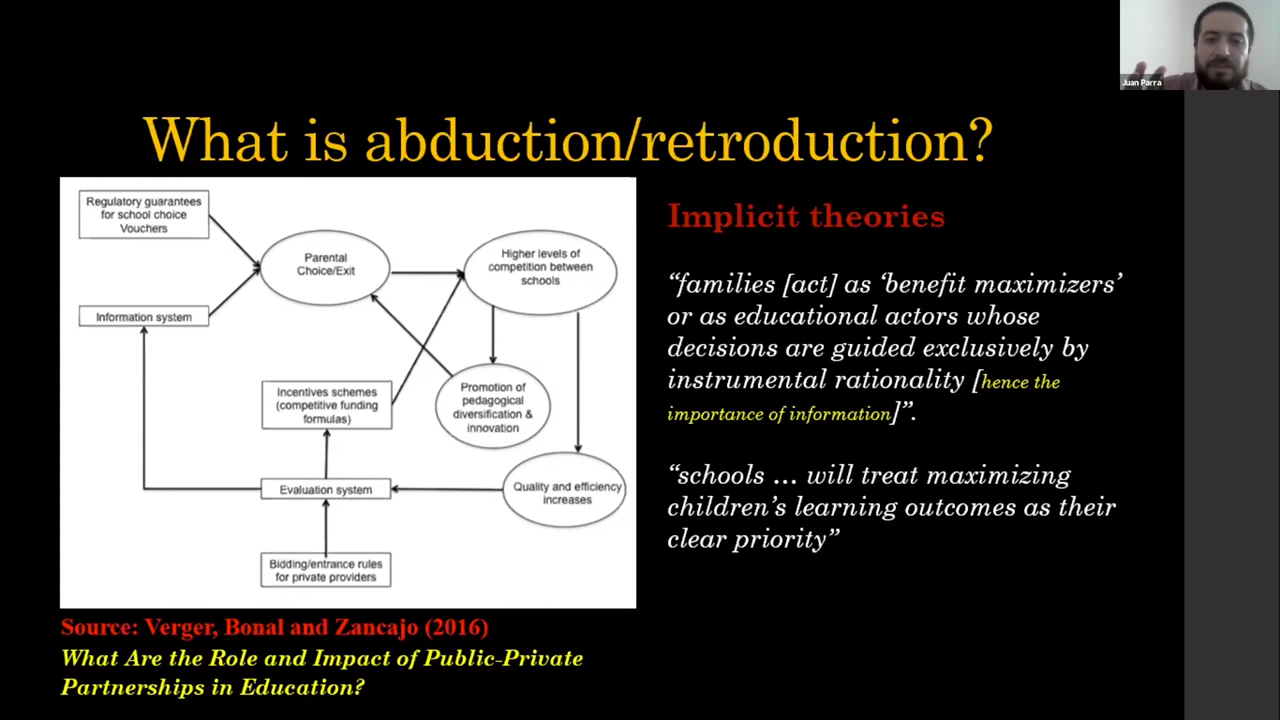 Juan Parra
What is abduction/retroduction?
Regulatory guarantees
for school choice
Vouchers
Parental
Choice/Exit
Higher levels of
competition between
schools
Information system
Incentives schemes
(competitive funding
formulas)
Promotion of
pedagogical
diversification &
innovation
Evaluation system
Quality and efficiency
increases
Bidding/entrance rules
for private providers
Source: Verger, Bonal and Zancajo (2016)
What Are the Role and Impact of Public-Private
Partnerships in Education?
Implicit theories
“families [act] as ‘benefit maximizers’
or as educational actors whose
decisions are guided exclusively by
instrumental rationality [hence the
importance of information]”.
“schools … will treat maximizing
children’s learning outcomes as their
clear priority”